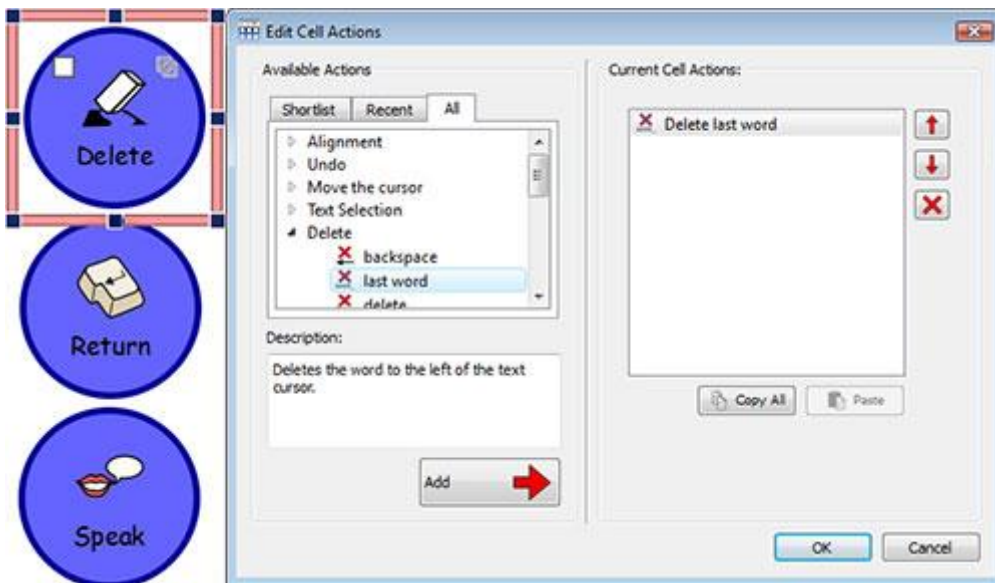 Delete
Return
Speak
Edit Cell Actions
Available Actions
Shortlist Recent All
Alignment
Undo
Move the cursor
Text Selection
Delete
backspace
last word
delete
Description:
Deletes the word to the left of the text
cursor.
Add
Current Cell Actions:
Delete last word
Copy All Paste
OK Cancel